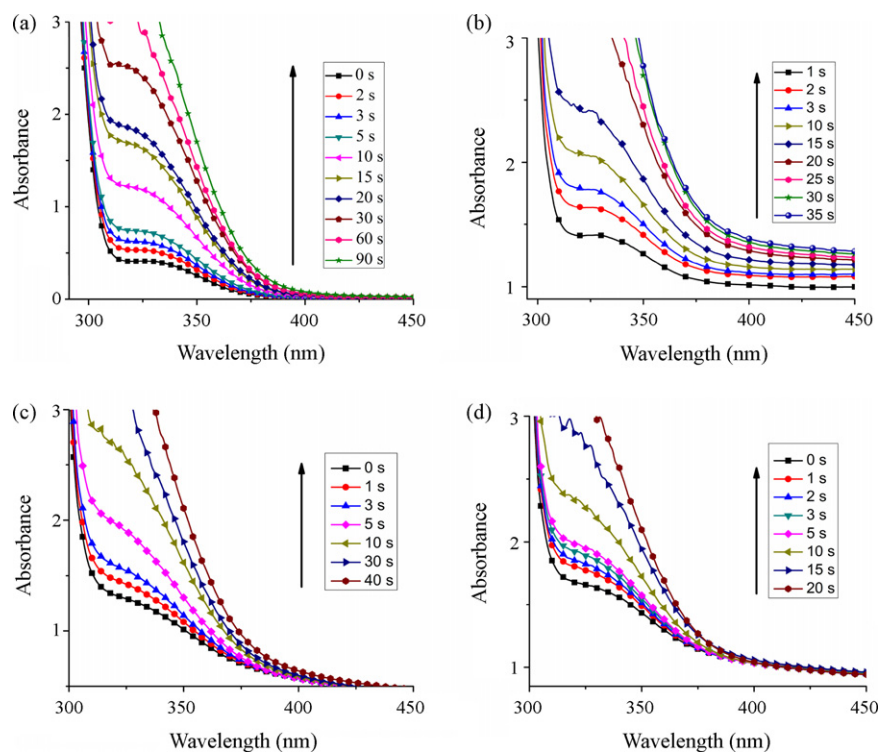 (a)
3
2
1
0
300
350
400
450
Absorbance
Wavelength (nm)
0 s
2 s
3 s
5 s
10 s
15 s
20 s
30 s
60 s
90 s
(b)
3
2
1
300
350
400
450
Absorbance
Wavelength (nm)
1 s
2 s
3 s
10 s
15 s
20 s
25 s
30 s
35 s
(c)
3
2
1
300
350
400
450
Absorbance
Wavelength (nm)
0 s
1 s
3 s
5 s
10 s
30 s
40 s
(d)
3
2
1
300
350
400
450
Absorbance
Wavelength (nm)
0 s
1 s
2 s
3 s
5 s
10 s
15 s
20 s